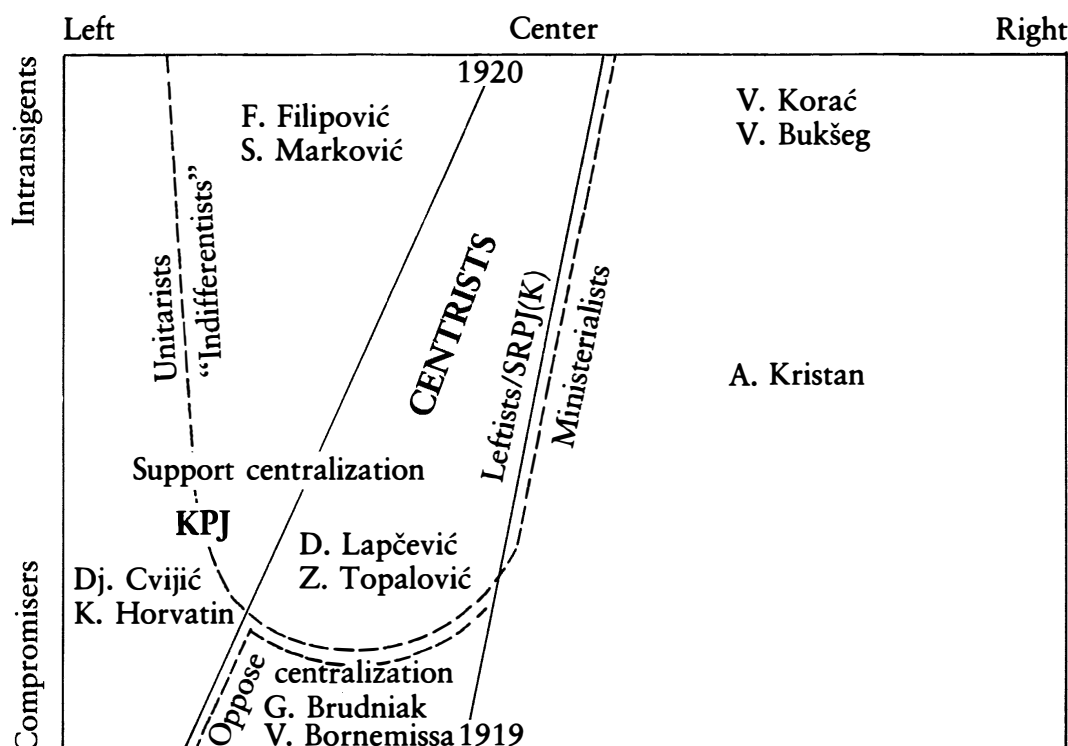 Left Center Right
Intransigents
1920
F. Filipović
S. Marković
V. Korać
V. Bukšeg
Unitarists
“Indifferentists”
CENTRISTS
Leftists/SRPJ(K)
Ministerialists
A. Kristan
Support centralization
KPJ
D. Lapčević
Z. Topalović
Dj. Cvijić
K. Horvatin
Compromisers
Oppose centralization
G. Brudniak
V. Bornemissa 1919